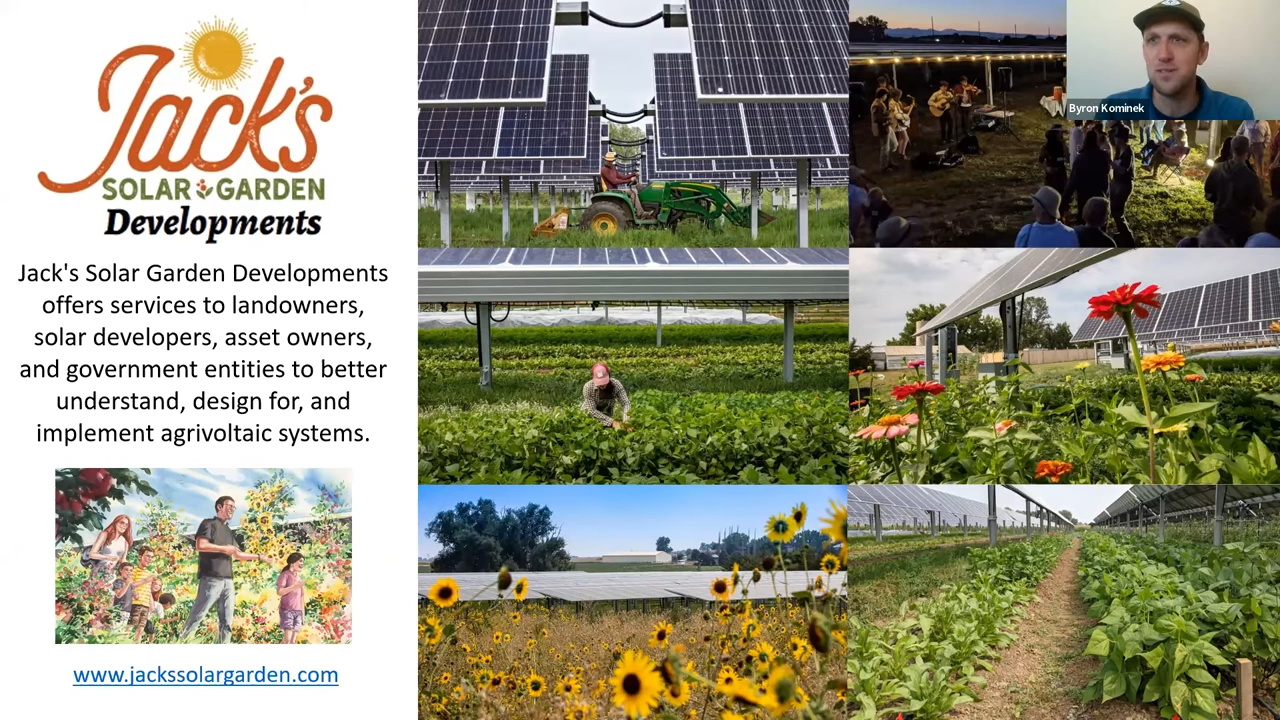 Jack's
SOLAR GARDEN
Developments
Jack's Solar Garden Developments
offers services to landowners,
solar developers, asset owners,
and government entities to better
understand, design for, and
implement agrivoltaic systems.
www.jackssolargarden.com
Byron Kominek